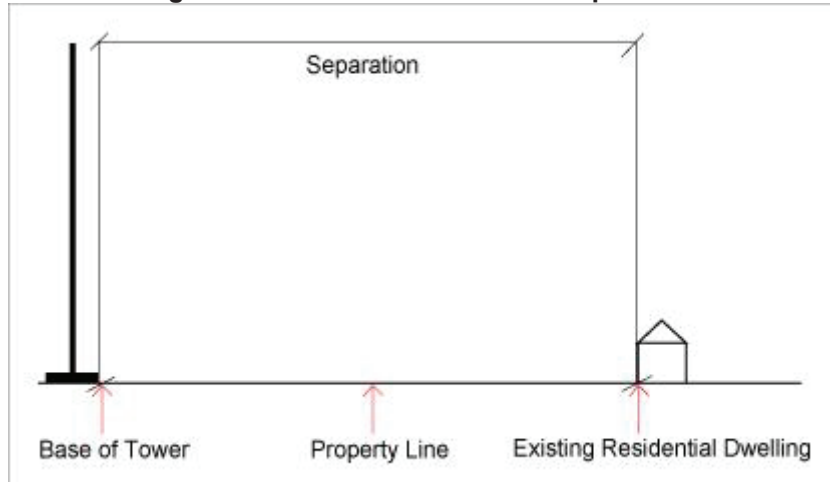 Separation
Base of Tower
Property Line
Existing Residential Dwelling